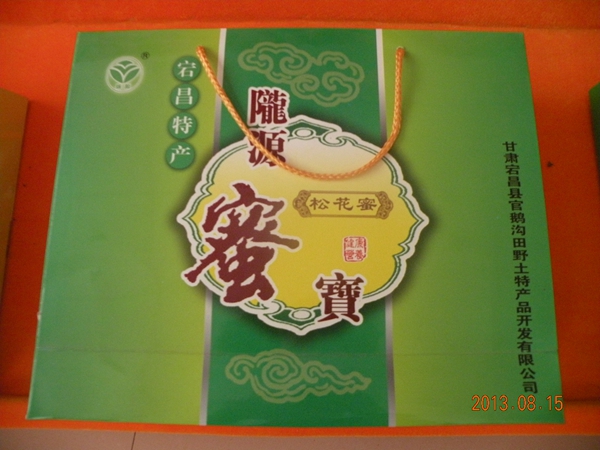 宕昌特产
隴源
蜜
寶
松花蜜
甘肃宕昌县官鹅沟田野土特产品开发有限公司
2013.08.15